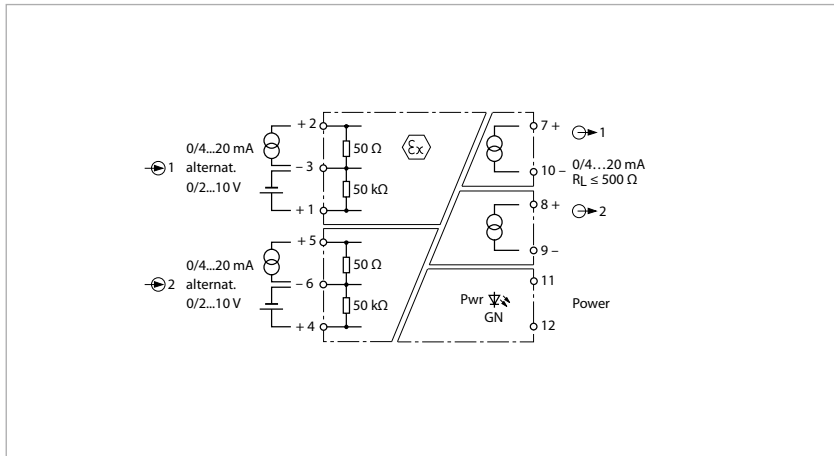 + 2
0/4...20 mA
50 Ω
εx
1 alternat.
– 3
0/2...10 V
50 kΩ
+ 1
7 +
1
10 –
0/4…20 mA
RL ≤ 500 Ω
8 +
2
9 –
+ 5
0/4...20 mA
50 Ω
2 alternat.
– 6
0/2...10 V
50 kΩ
+ 4
11
Pwr
GN
Power
12